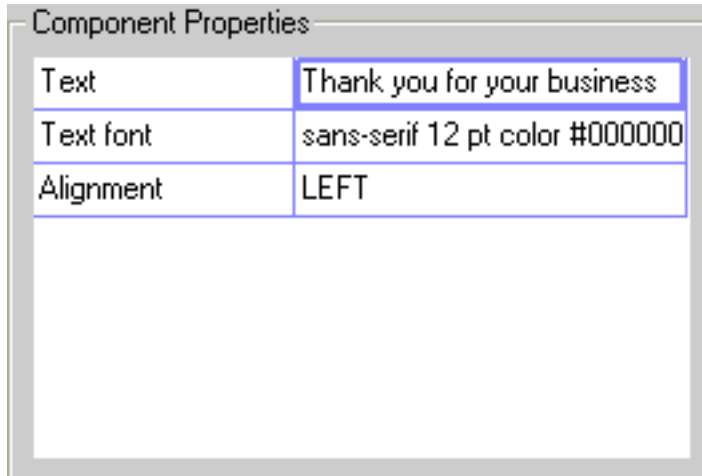 Component Properties
Text Thank you for your business
Text font sans-serif 12 pt color #000000
Alignment LEFT